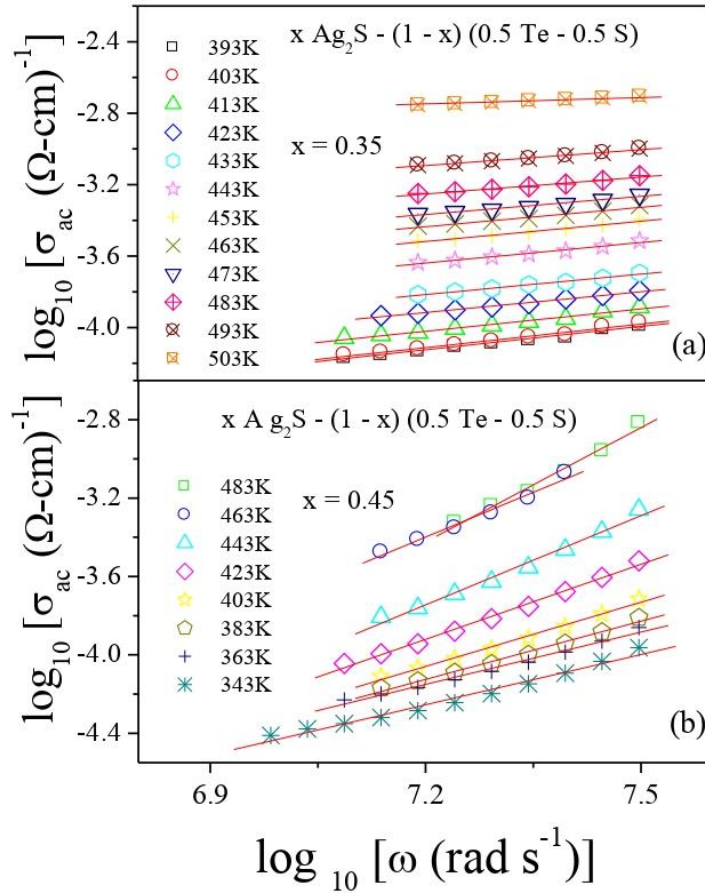 x Ag₂S - (1 - x) (0.5 Te - 0.5 S)
393K
403K
413K
423K
433K
443K
453K
463K
473K
483K
493K
503K
x = 0.35
(a)
-2.4
-2.8
-3.2
-3.6
-4.0
log₁₀ [σac (Ω-cm)⁻¹]
x A g₂S - (1 - x) (0.5 Te - 0.5 S)
483K
463K
443K
423K
403K
383K
363K
343K
x = 0.45
(b)
-2.8
-3.2
-3.6
-4.0
-4.4
log₁₀ [σac (Ω-cm)⁻¹]
6.9 7.2 7.5
log ₁₀ [ω (rad s⁻¹)]